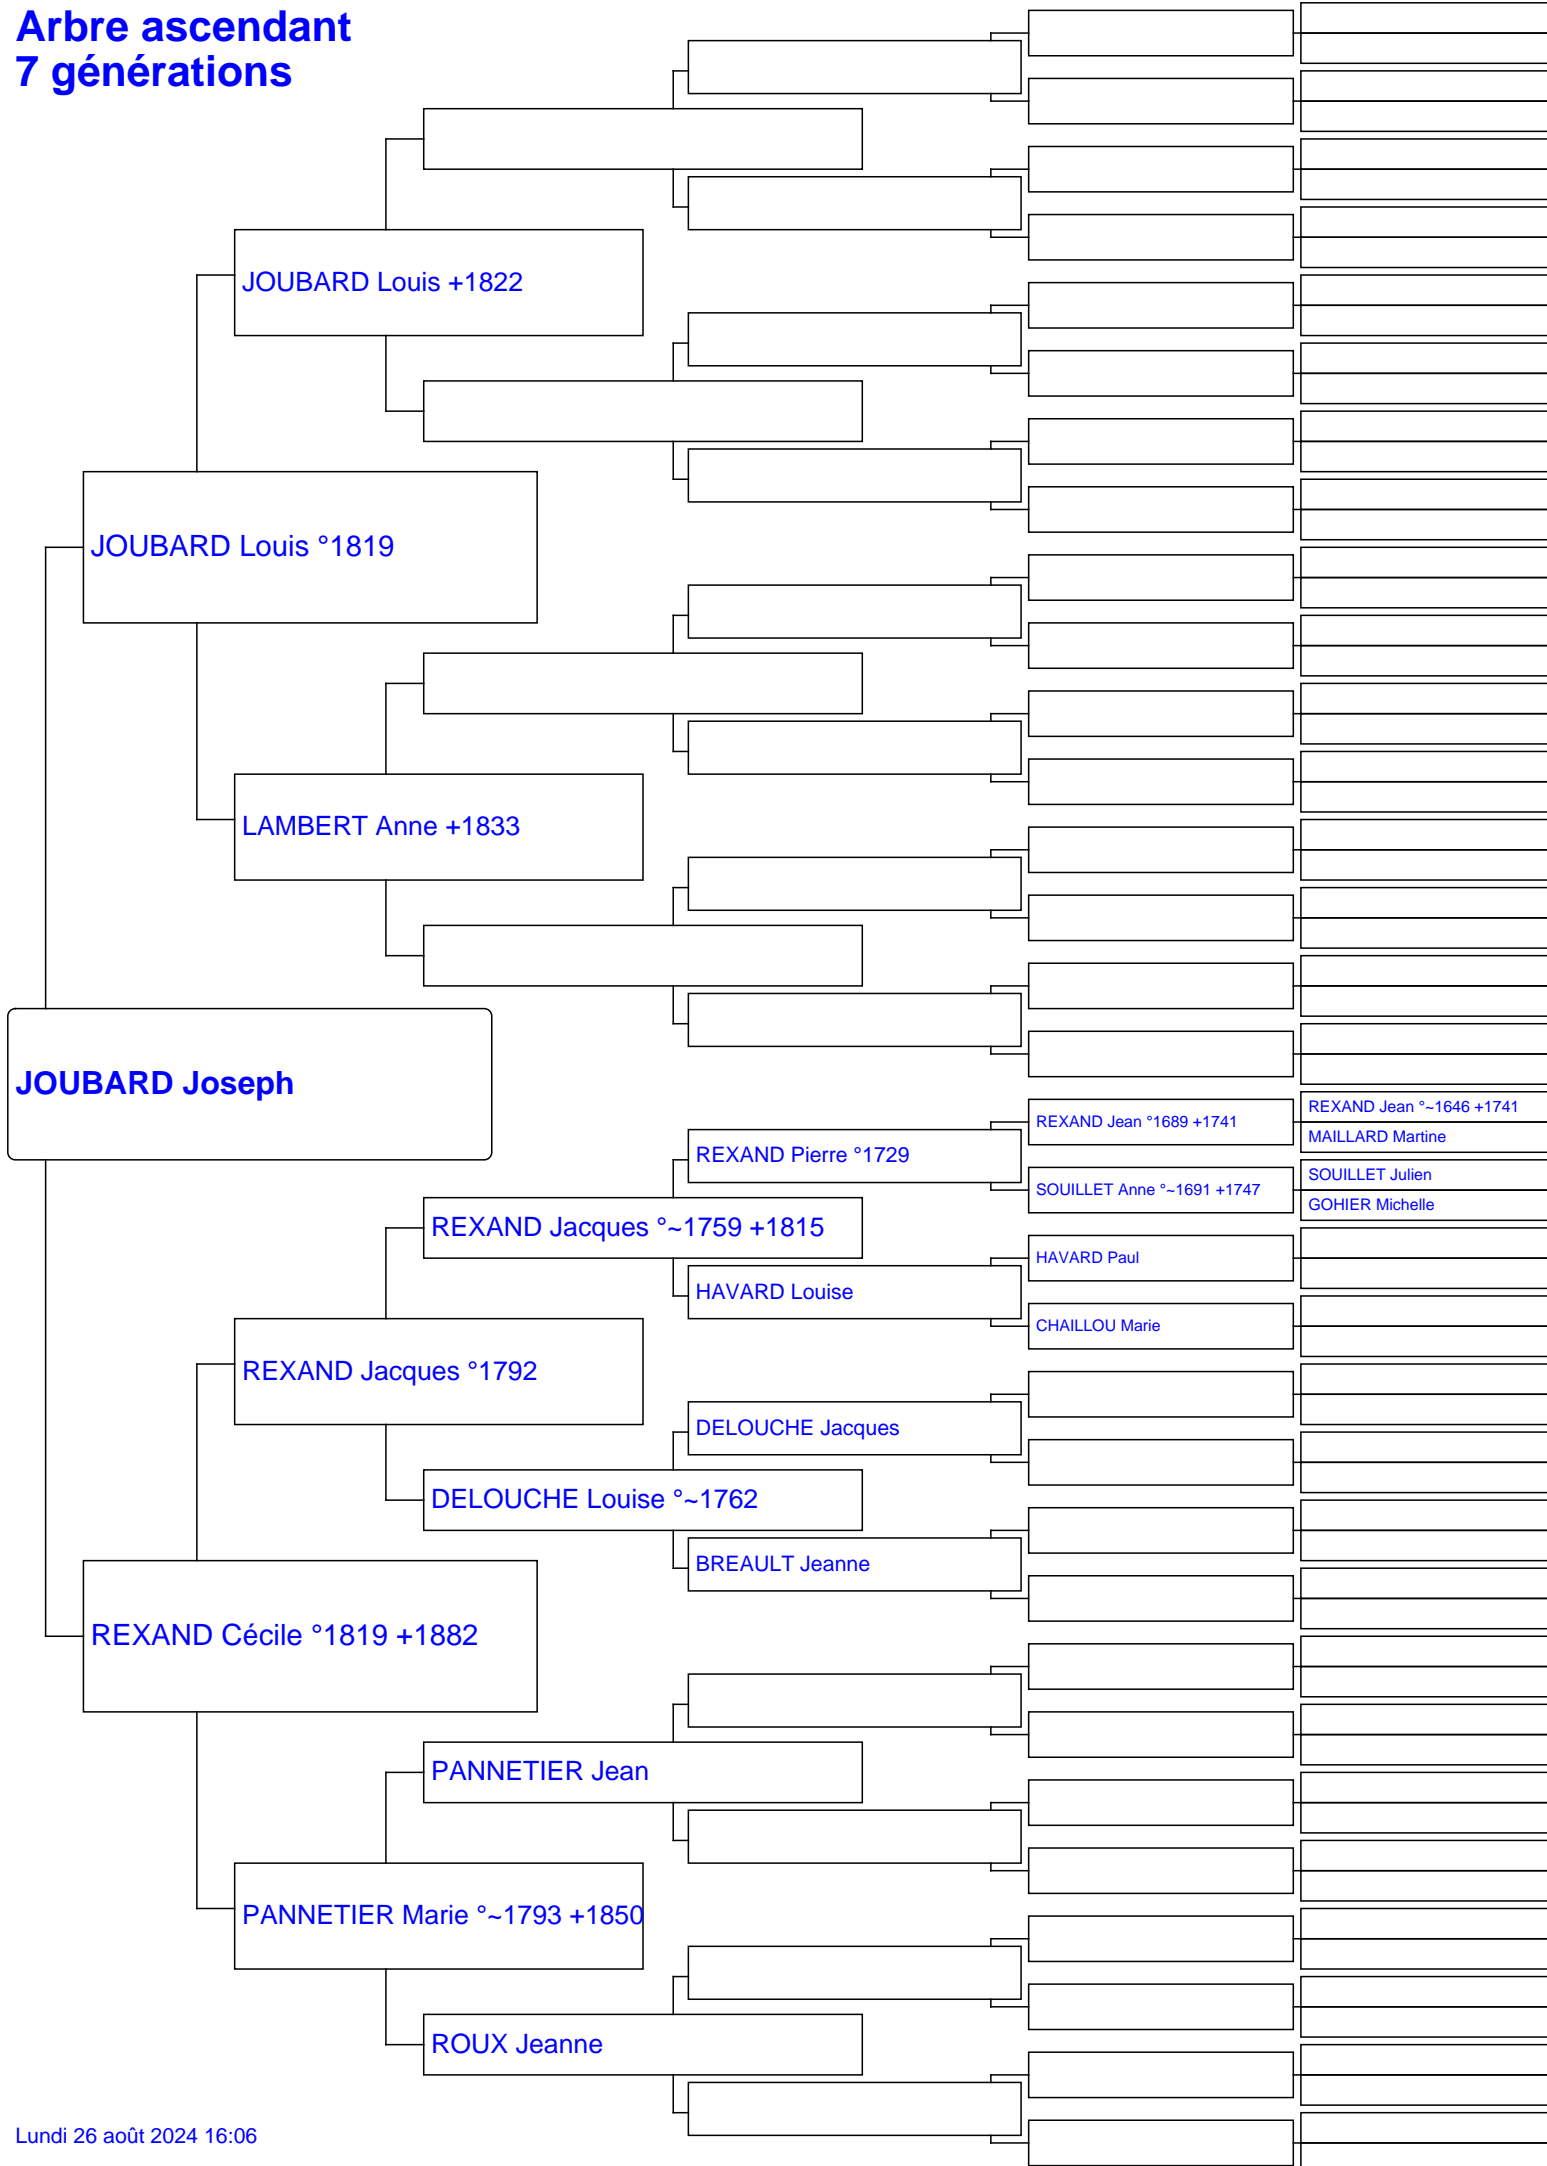 Arbre ascendant
7 générations
JOUBARD Louis +1822
JOUBARD Louis °1819
LAMBERT Anne +1833
JOUBARD Joseph
REXAND Jean °~1646 +1741
REXAND Jean °1689 +1741
MAILLARD Martine
REXAND Pierre °1729
SOUILLET Julien
SOUILLET Anne °~1691 +1747
GOHIER Michelle
REXAND Jacques °~1759 +1815
HAVARD Paul
HAVARD Louise
CHAILLOU Marie
REXAND Jacques °1792
DELOUCHE Jacques
DELOUCHE Louise °~1762
BREAULT Jeanne
REXAND Cécile °1819 +1882
PANNETIER Jean
PANNETIER Marie °~1793 +1850
ROUX Jeanne
Lundi 26 août 2024 16:06